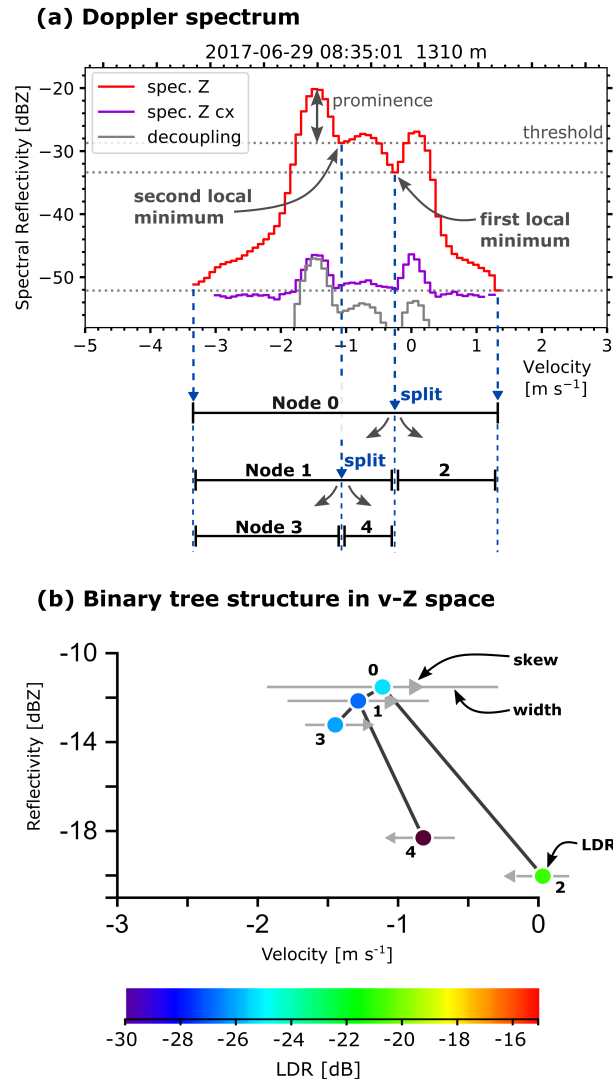 (a) Doppler spectrum
2017-06-29 08:35:01 1310 m
spec. Z
spec. Z cx
decoupling
prominence
threshold
second local
minimum
first local
minimum
Spectral Reflectivity [dBZ]
−20
−30
−40
−50
−5 −4 −3 −2 −1 0 1 2 3
Velocity
[m s⁻¹]
Node 0
split
Node 1
split
2
Node 3
4
(b) Binary tree structure in v-Z space
Reflectivity [dBZ]
-10
-14
-18
0
skew
1
width
3
4
LDR
2
-3 -2 -1 0
Velocity [m s⁻¹]
-30 -28 -26 -24 -22 -20 -18 -16
LDR [dB]